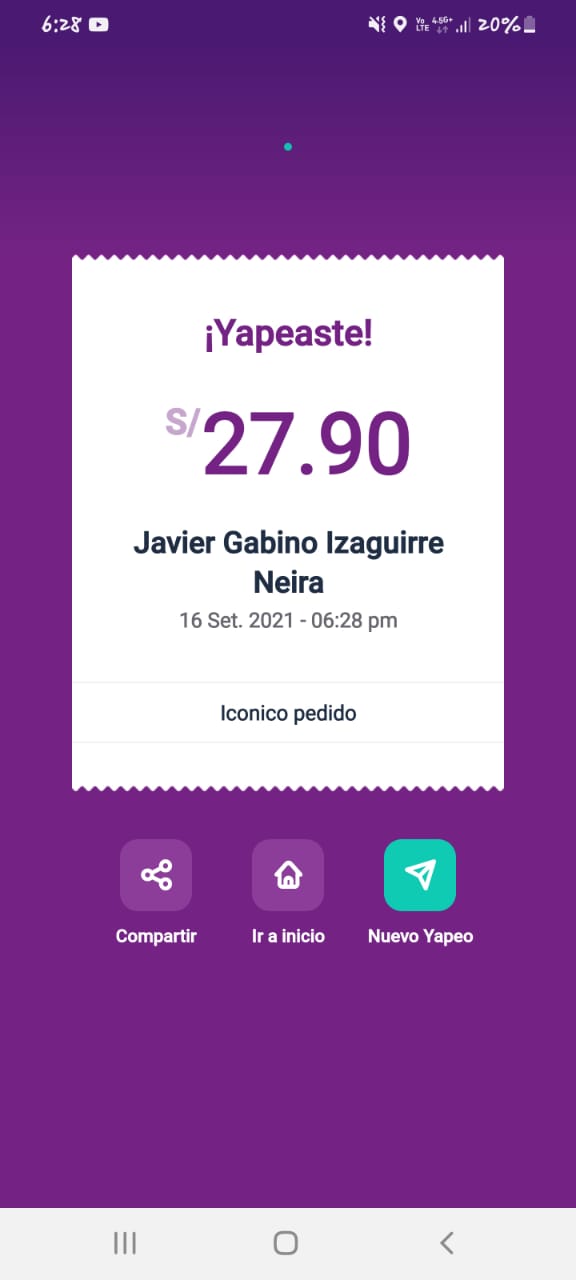 6:28 Vo LTE 4.5G+ 20%
¡Yapeaste!
S/27.90
Javier Gabino Izaguirre
Neira
16 Set. 2021 - 06:28 pm
Iconico pedido
Compartir Ir a inicio Nuevo Yapeo